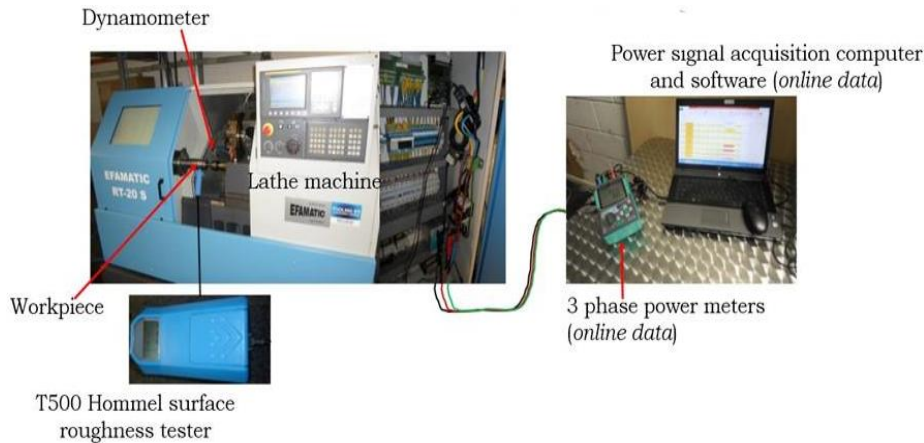 Dynamometer
Power signal acquisition computer
and software (online data)
EFAMATIC
RT-20 S
Lathe machine
EFAMATIC
Workpiece
3 phase power meters
(online data)
T500 Hommel surface
roughness tester